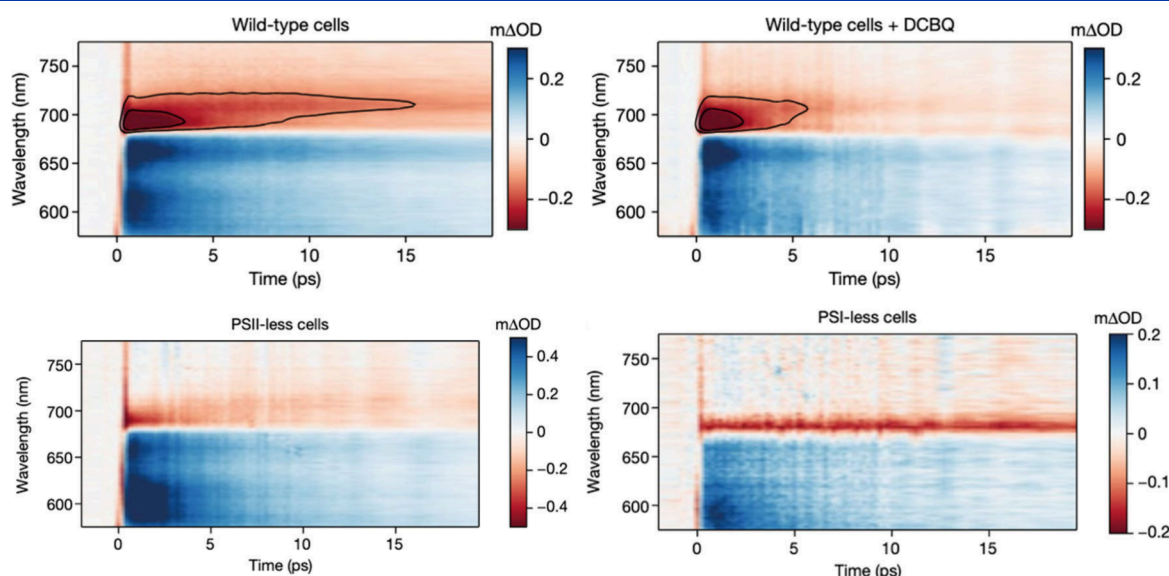 Wild-type cells
mΔOD
750
700
650
600
0.2
0
−0.2
Wavelength (nm)
0 5 10 15
Time (ps)
Wild-type cells + DCBQ
mΔOD
750
700
650
600
0.2
0
−0.2
Wavelength (nm)
0 5 10 15
Time (ps)
PSII-less cells
mΔOD
750
700
650
600
0.4
0.2
0
−0.2
−0.4
Wavelength (nm)
0 5 10 15
Time (ps)
PSI-less cells
mΔOD
750
700
650
600
0.2
0.1
0
−0.1
−0.2
Wavelength (nm)
0 5 10 15
Time (ps)